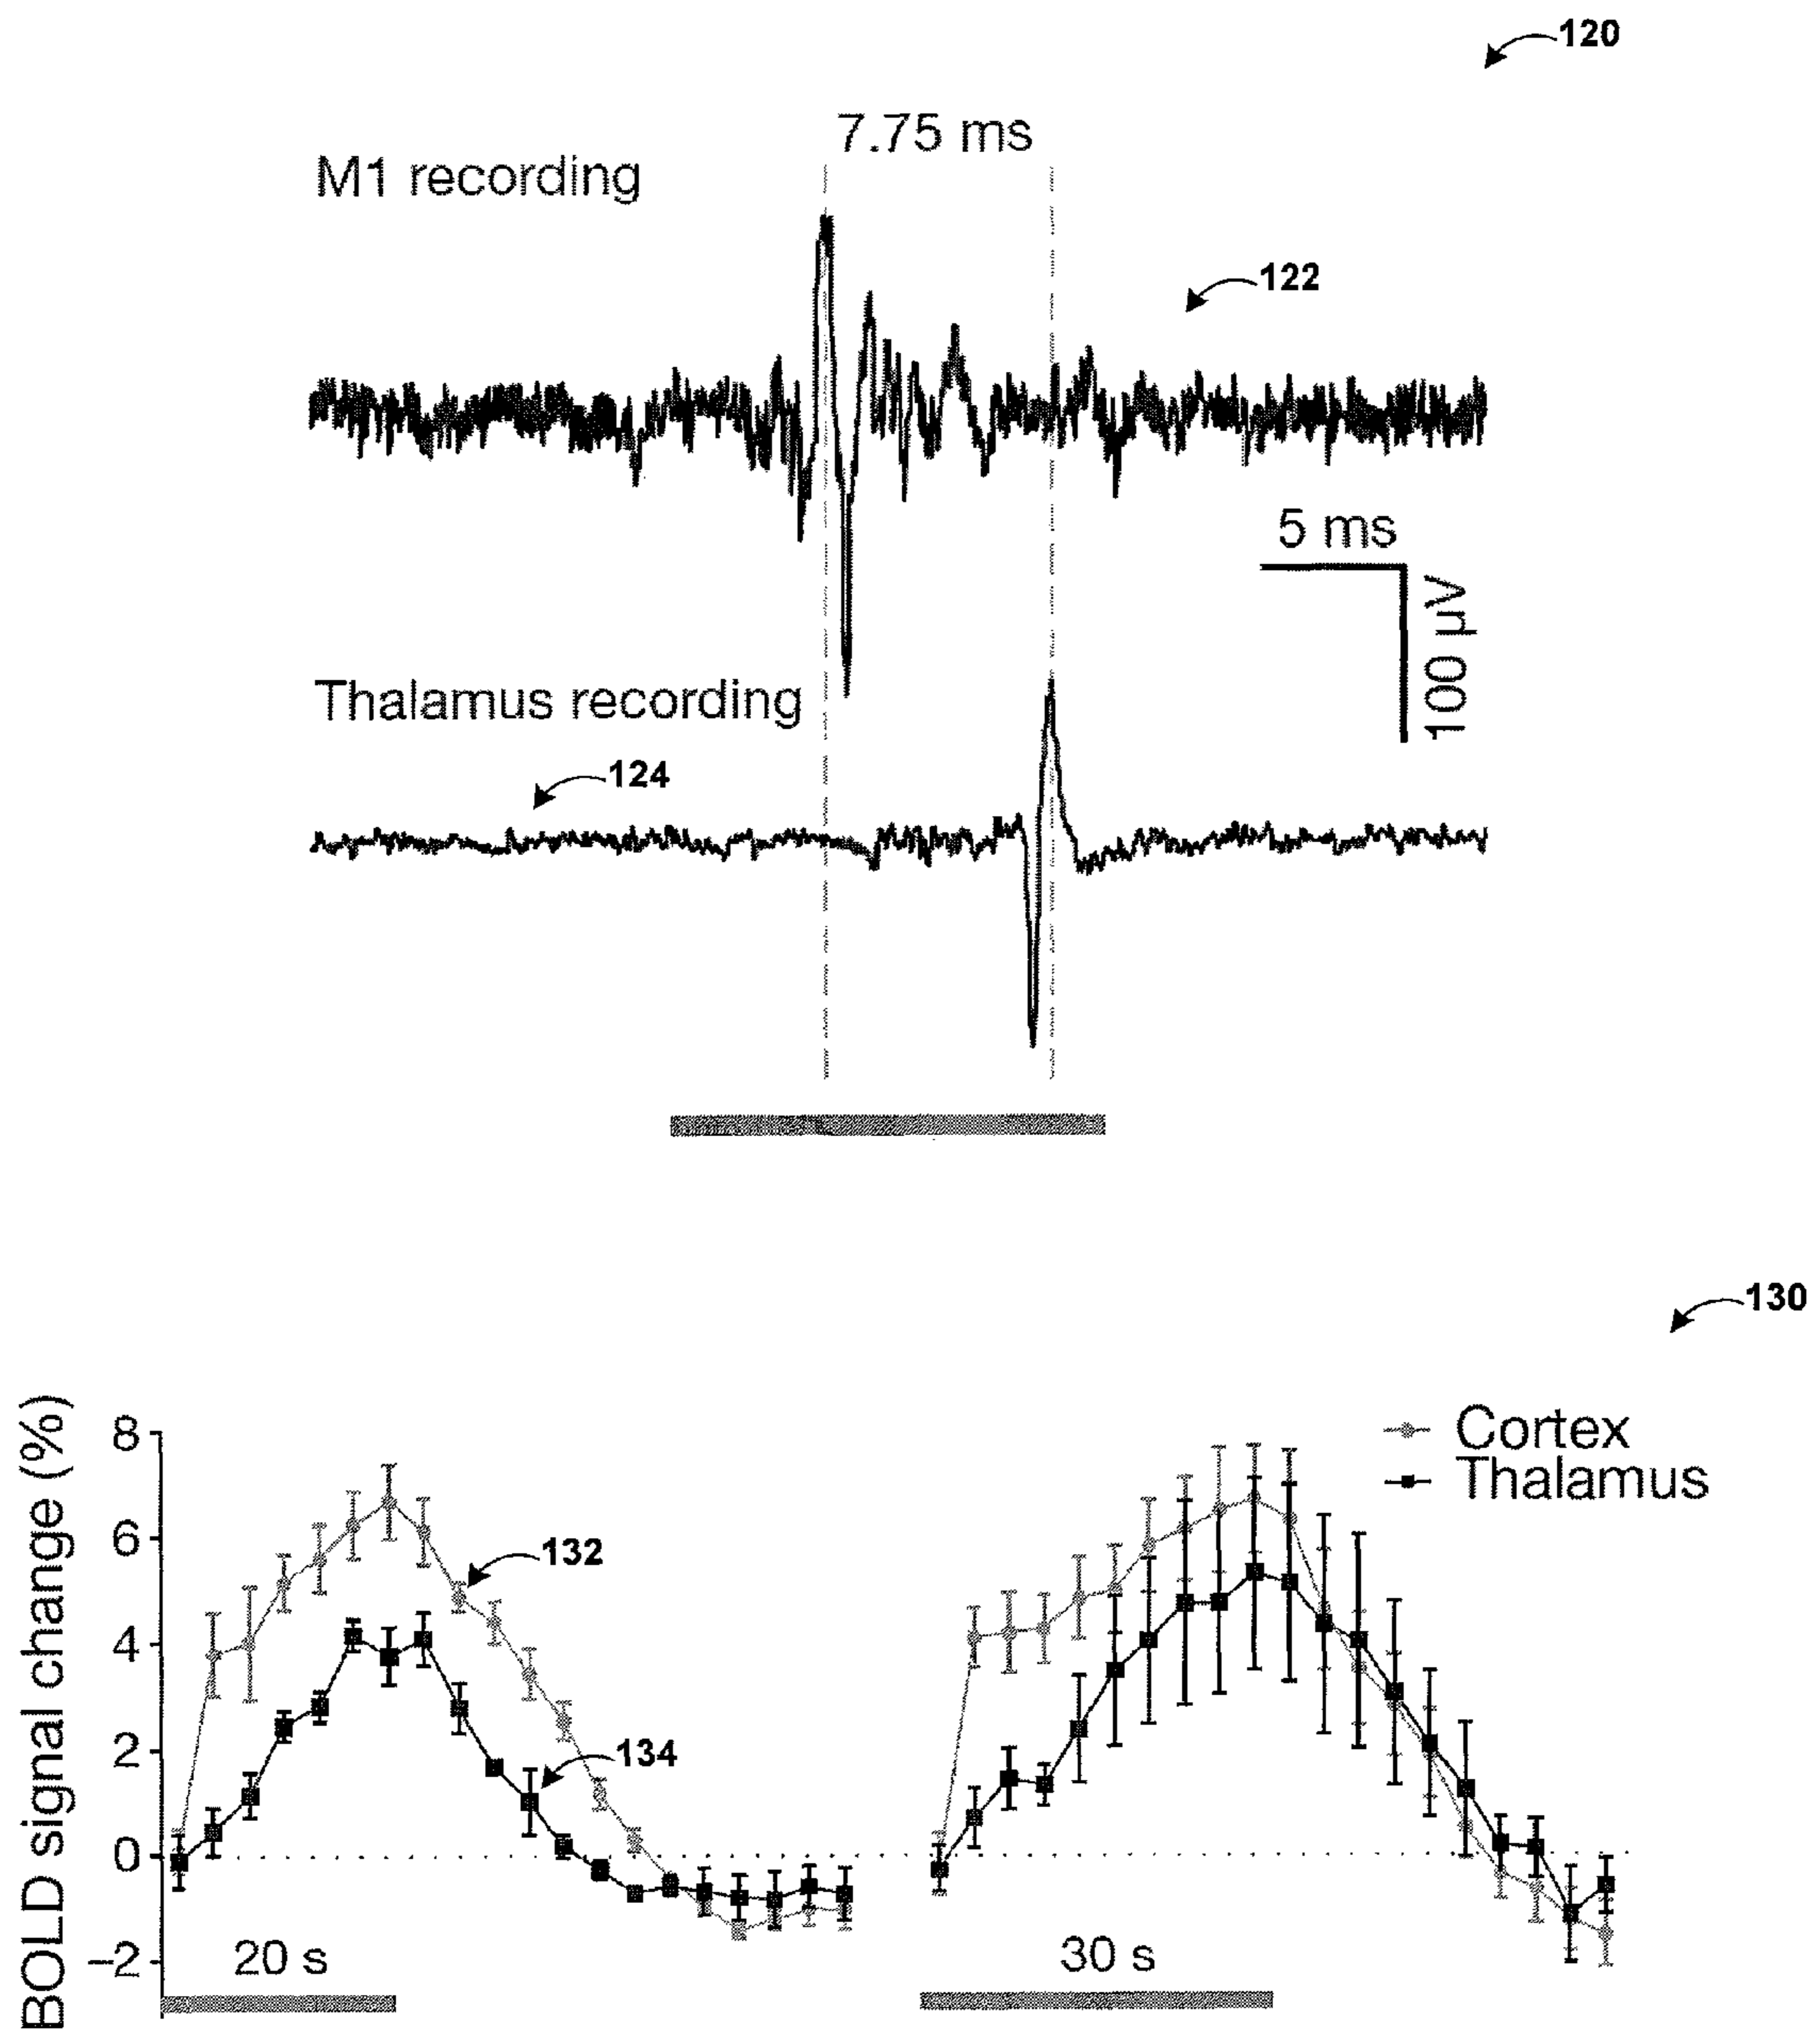 120
7.75 ms
M1 recording
122
5 ms
100 µV
Thalamus recording
124
130
BOLD signal change (%)
8
6
4
2
0
−2
Cortex
Thalamus
132
134
20 s
30 s